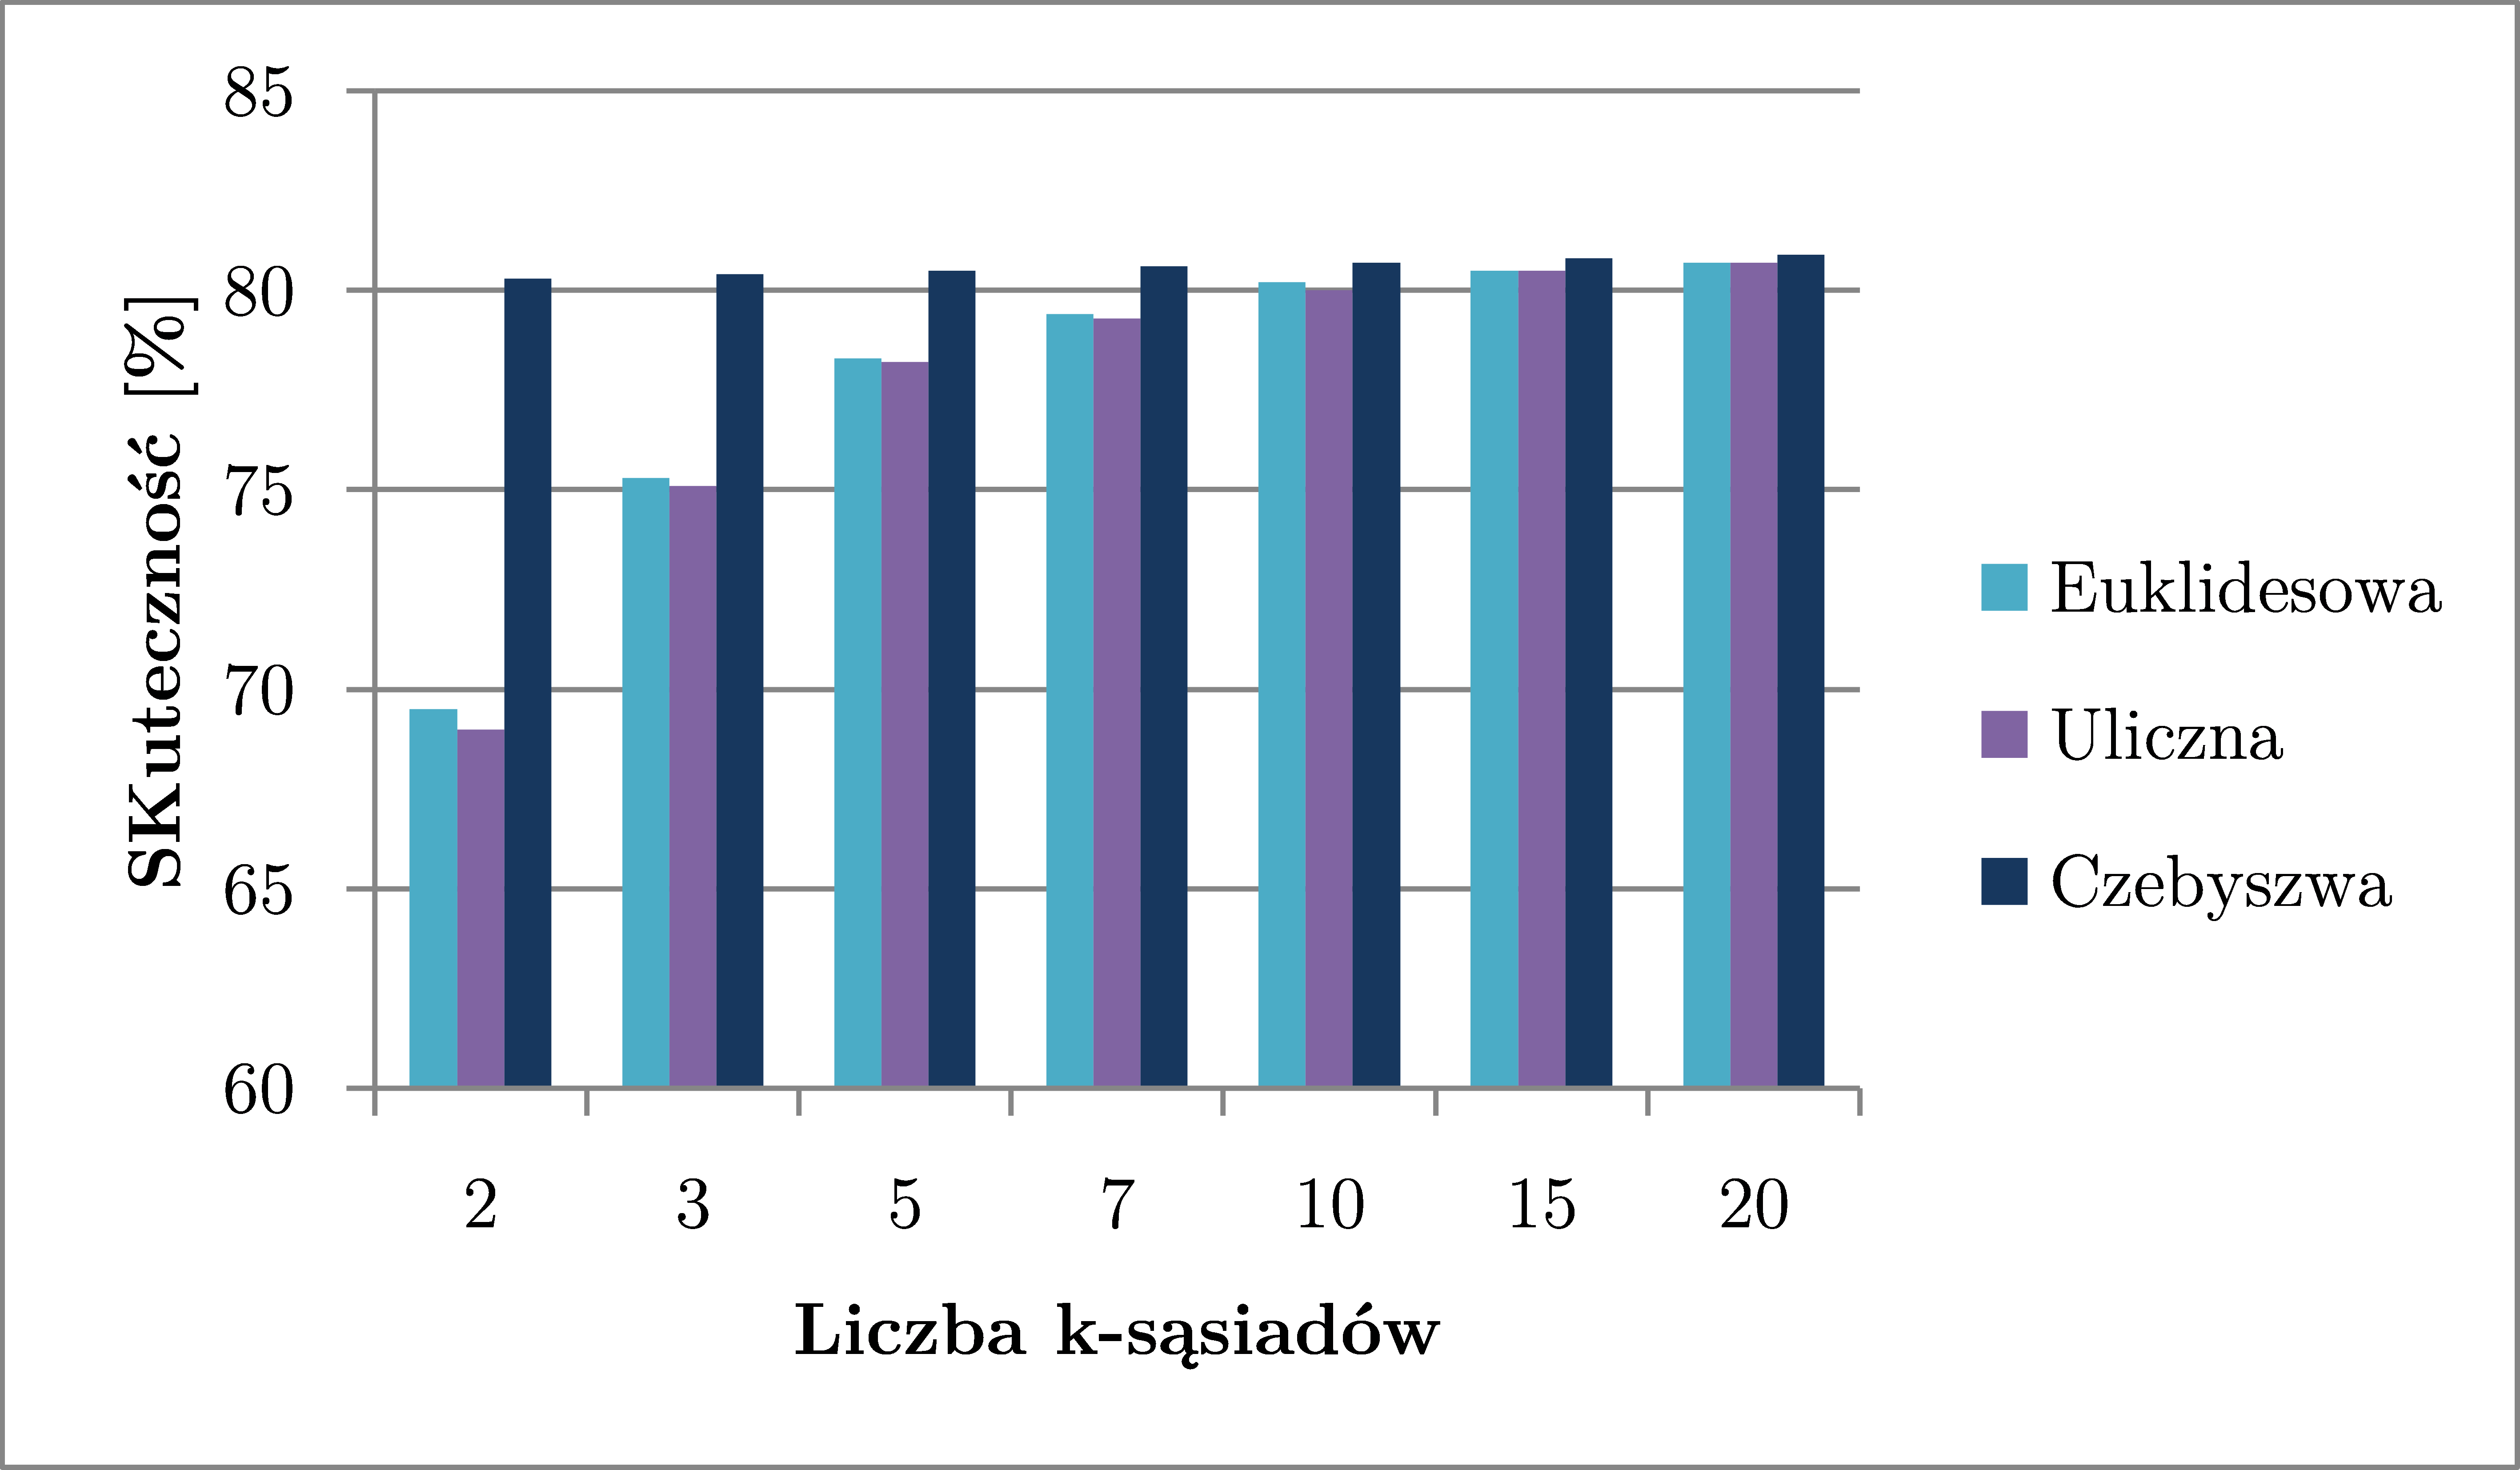 85
80
75
70
65
60
SKuteczność [%]
2 3 5 7 10 15 20
Liczba k-sąsiadów
Euklidesowa
Uliczna
Czebyszwa